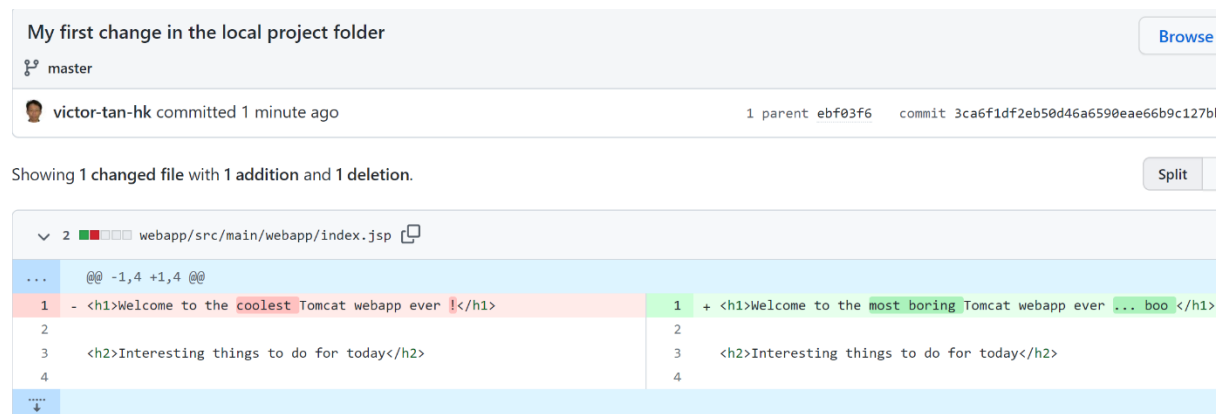 My first change in the local project folder
Browse
master
victor-tan-hk committed 1 minute ago
1 parent ebf03f6 commit 3ca6f1df2eb50d46a6590eae66b9c127b
Showing 1 changed file with 1 addition and 1 deletion.
Split
2 webapp/src/main/webapp/index.jsp
... @@ -1,4 +1,4 @@
1 - <h1>Welcome to the coolest Tomcat webapp ever !</h1> 1 + <h1>Welcome to the most boring Tomcat webapp ever ... boo </h1>
2 2
3 <h2>Interesting things to do for today</h2> 3 <h2>Interesting things to do for today</h2>
4 4